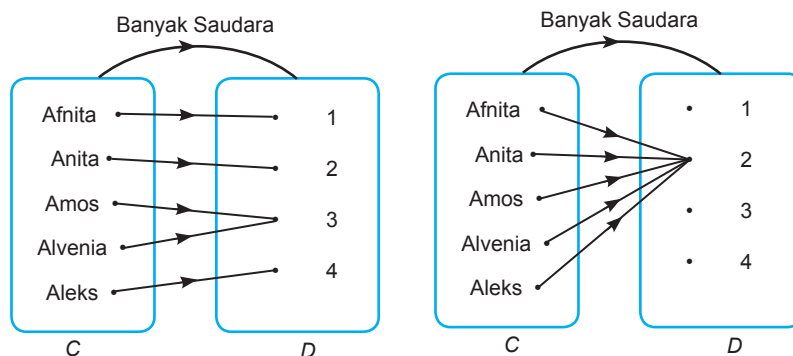 Banyak Saudara
Afnita
Anita
Amos
Alvenia
Aleks
1
2
3
4
C
D
Banyak Saudara
Afnita
Anita
Amos
Alvenia
Aleks
1
2
3
4
C
D